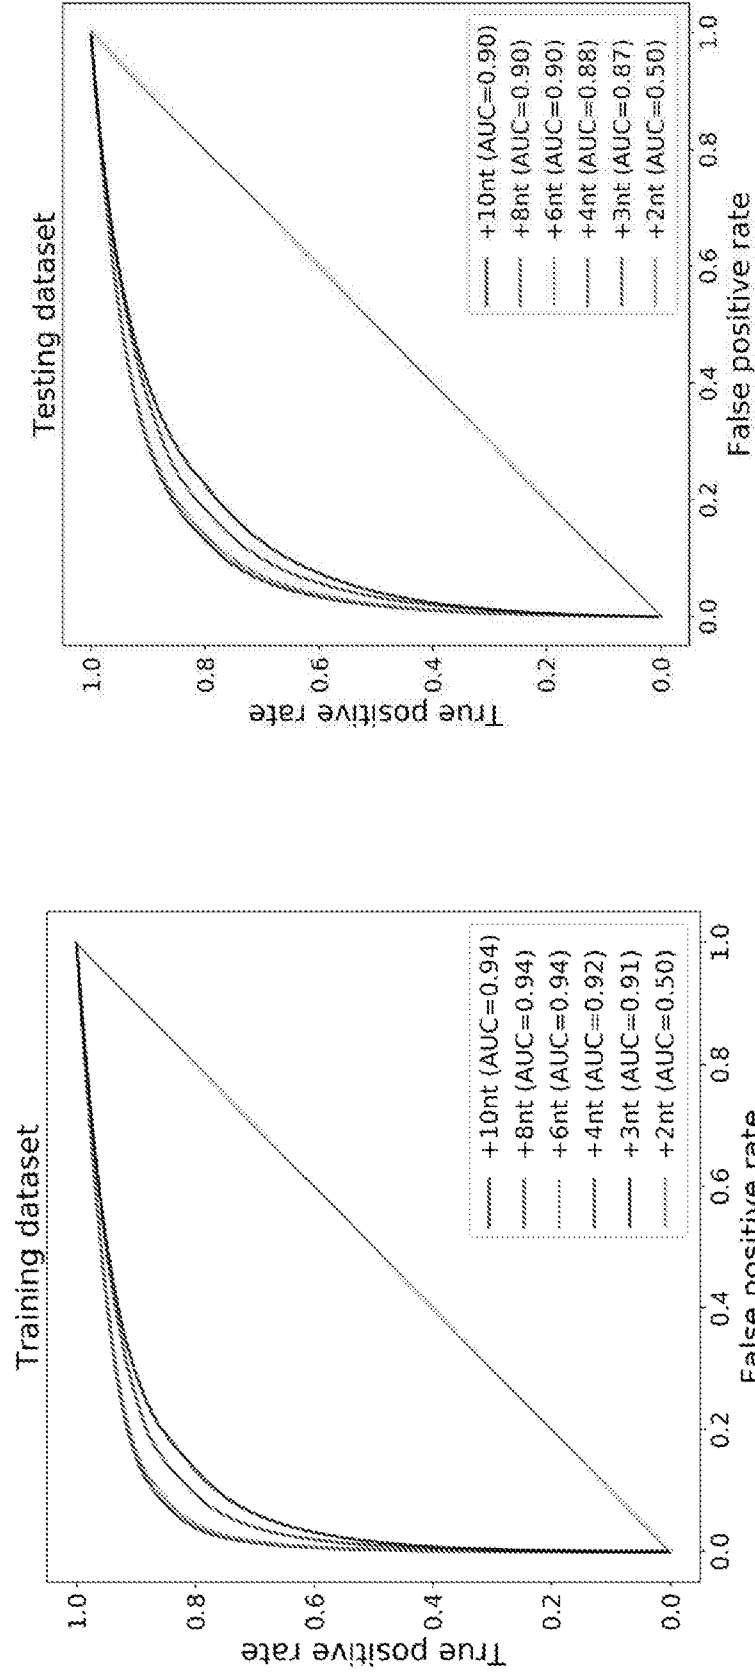 Training dataset
True positive rate
1.0
0.8
0.6
0.4
0.2
0.0
0.0
0.2
0.4
0.6
0.8
1.0
False positive rate
+10nt (AUC=0.94)
+8nt (AUC=0.94)
+6nt (AUC=0.94)
+4nt (AUC=0.92)
+3nt (AUC=0.91)
+2nt (AUC=0.50)
Testing dataset
True positive rate
1.0
0.8
0.6
0.4
0.2
0.0
0.0
0.2
0.4
0.6
0.8
1.0
False positive rate
+10nt (AUC=0.90)
+8nt (AUC=0.90)
+6nt (AUC=0.90)
+4nt (AUC=0.88)
+3nt (AUC=0.87)
+2nt (AUC=0.50)